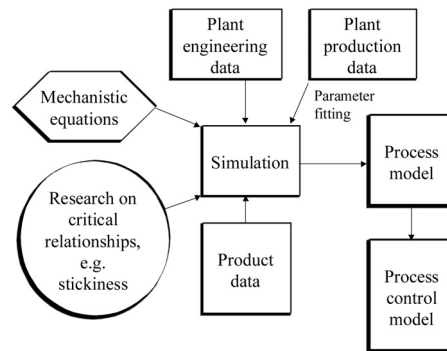 Plant
engineering
data
Plant
production
data
Parameter
fitting
Mechanistic
equations
Simulation
Process
model
Research on
critical
relationships,
e.g.
stickiness
Product
data
Process
control
model